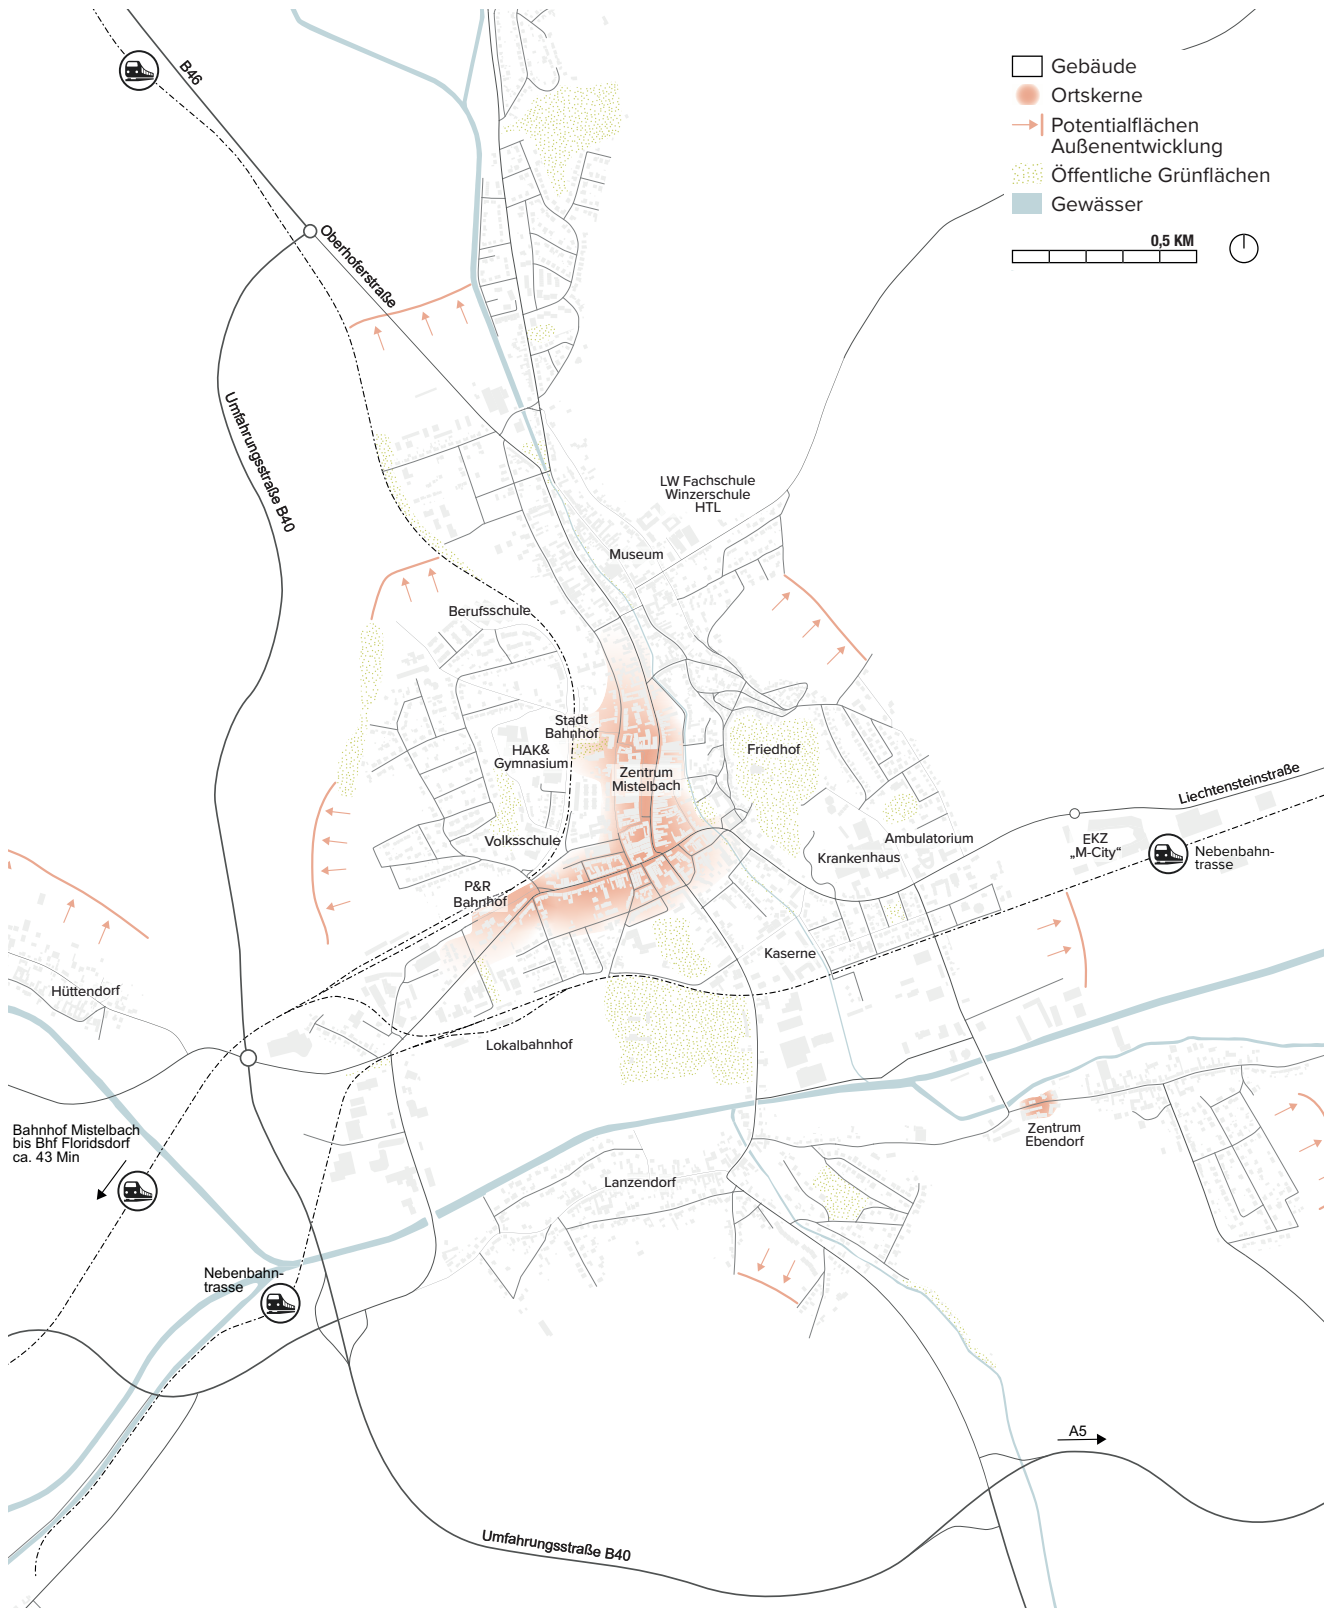 B46
Gebäude
Ortskerne
Potentialflächen
Außenentwicklung
Öffentliche Grünflächen
Gewässer
0,5 KM
Oberhoferstraße
Umfahrungsstraße B40
LW Fachschule
Winzerschule
HTL
Museum
Berufsschule
Stadt
Bahnhof
HAK&
Gymnasium
Zentrum
Mistelbach
Friedhof
Liechtensteinstraße
Volksschule
Ambulatorium
Krankenhaus
EKZ
„M-City“
Nebenbahn-
trasse
P&R
Bahnhof
Kaserne
Hüttendorf
Lokalbahnhof
Bahnhof Mistelbach
bis Bhf Floridsdorf
ca. 43 Min
Zentrum
Ebendorf
Lanzendorf
Nebenbahn-
trasse
A5
Umfahrungsstraße B40